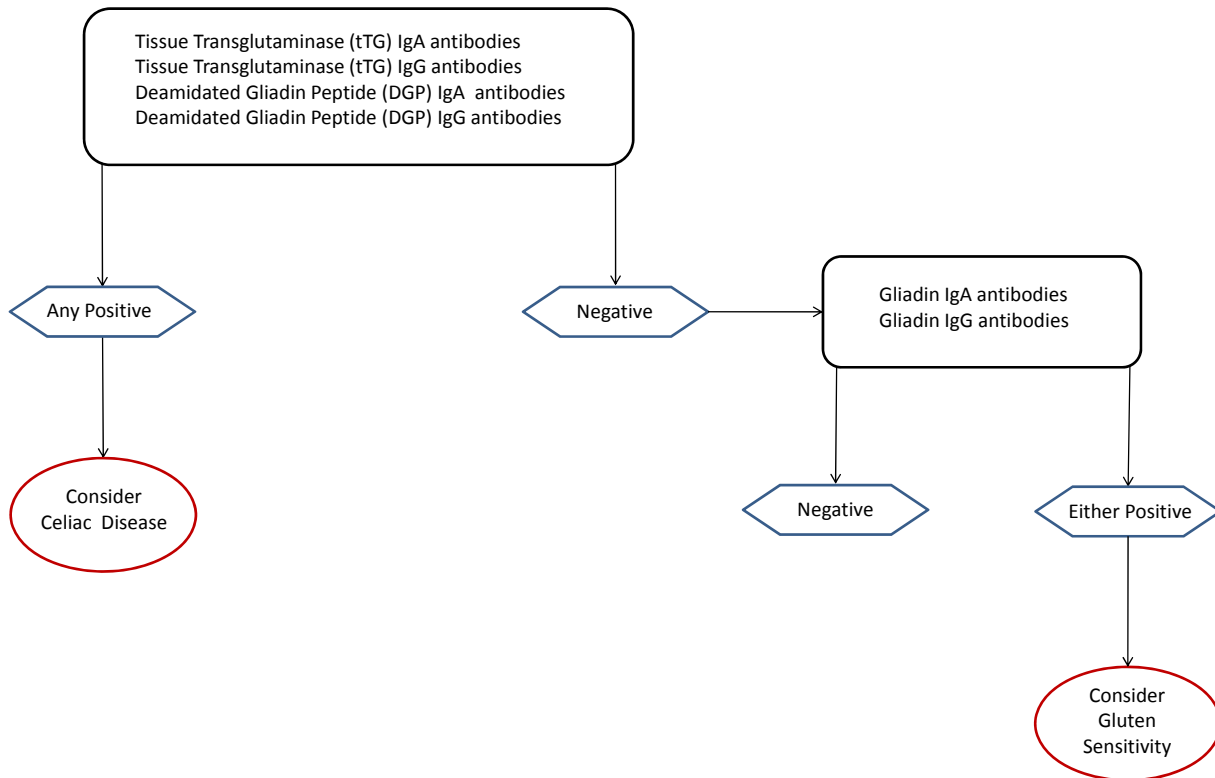 Tissue Transglutaminase (tTG) IgA antibodies
Tissue Transglutaminase (tTG) IgG antibodies
Deamidated Gliadin Peptide (DGP) IgA  antibodies
Deamidated Gliadin Peptide (DGP) IgG antibodies
Any Positive
Negative
Gliadin IgA antibodies
Gliadin IgG antibodies
Consider
Celiac  Disease
Negative
Either Positive
Consider
Gluten
Sensitivity